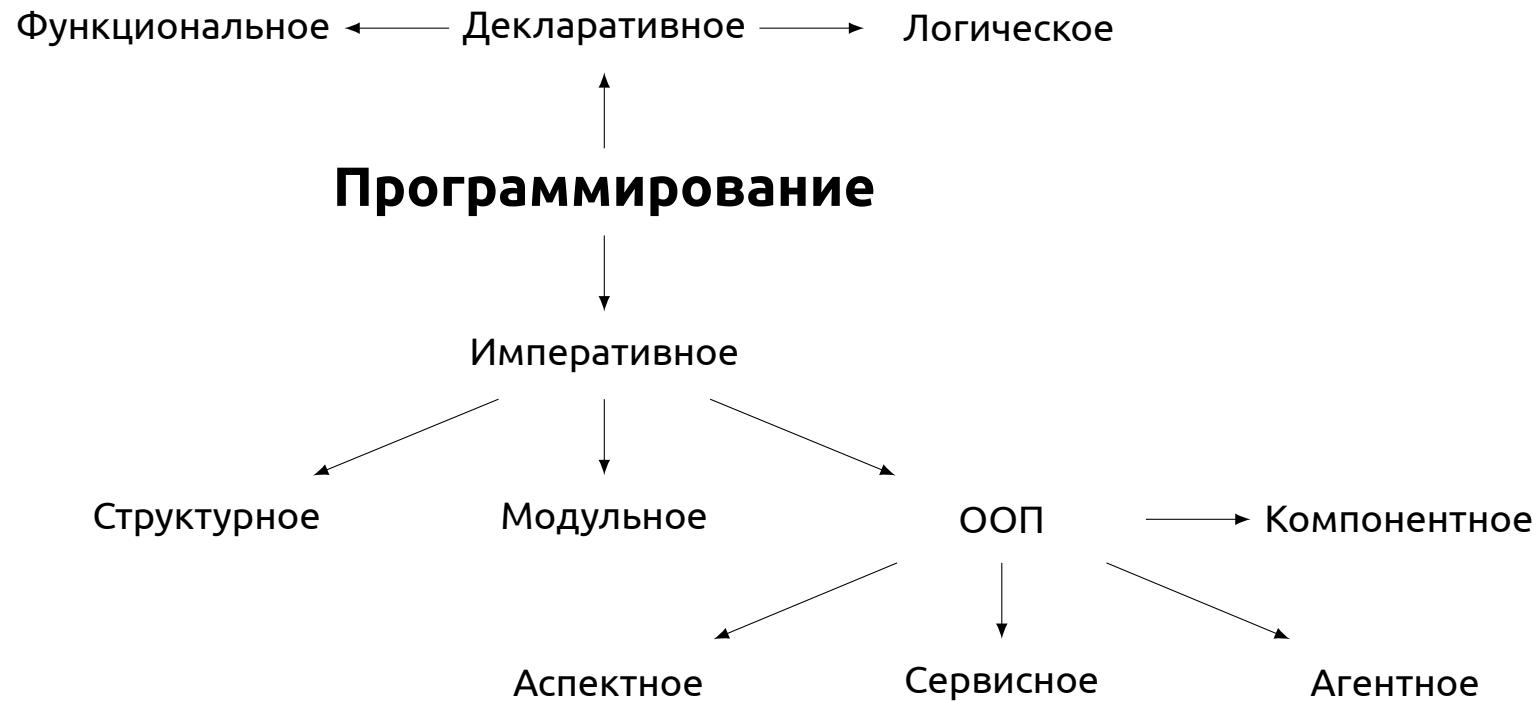 Функциональное
Декларативное
Логическое
Программирование
Императивное
Структурное
Модульное
ООП
Компонентное
Аспектное
Сервисное
Агентное